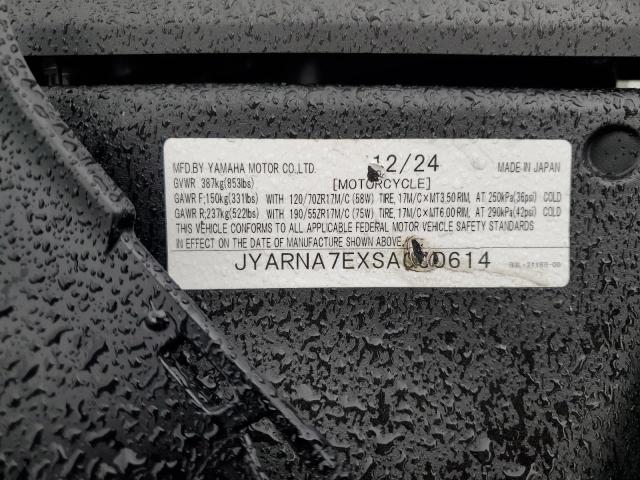 MFD.BY YAMAHA MOTOR CO.,LTD. 12/24 MADE IN JAPAN
GVWR 387kg(853lbs) [MOTORCYCLE]
GAWR F:150kg(331lbs) WITH 120/70ZR17M/C (58W) TIRE, 17M/C×MT3.50 RIM, AT 250kPa(36psi) COLD
GAWR R:237kg(522lbs) WITH 190/55ZR17M/C (75W) TIRE, 17M/C×MT6.00 RIM, AT 290kPa(42psi) COLD
THIS VEHICLE CONFORMS TO ALL APPLICABLE FEDERAL MOTOR VEHICLE SAFETY STANDARDS
IN EFFECT ON THE DATE OF MANUFACTURE SHOWN ABOVE.